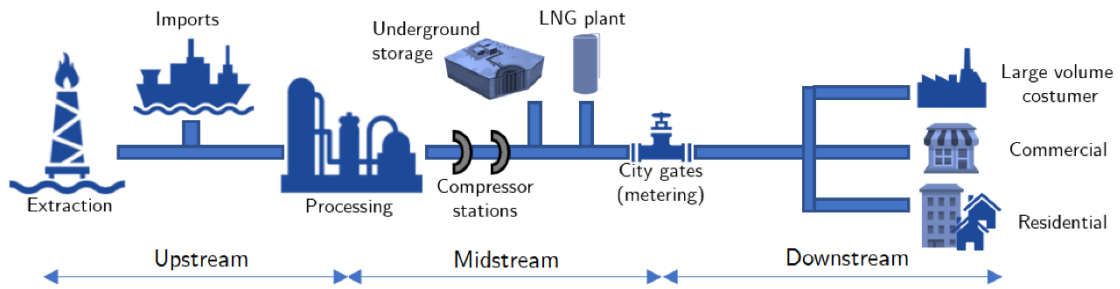 Imports
Underground
storage
LNG plant
Large volume
costumer
Commercial
Extraction
Processing
Compressor
stations
City gates
(metering)
Residential
Upstream
Midstream
Downstream